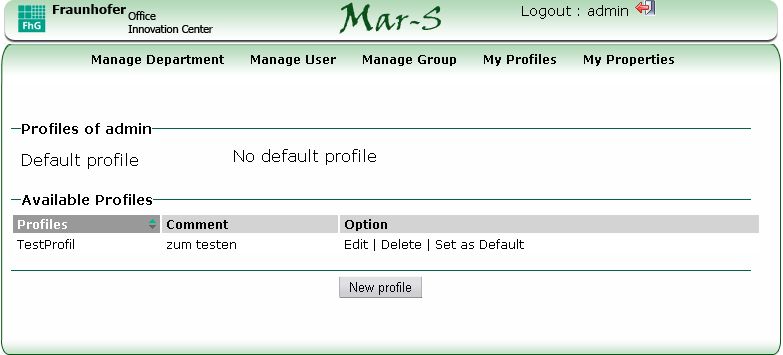 FhG
Fraunhofer Office
Innovation Center
Mar-S
Logout : admin
Manage Department Manage User Manage Group My Profiles My Properties
Profiles of admin
Default profile No default profile
Available Profiles
Profiles Comment Option
TestProfil zum testen Edit | Delete | Set as Default
New profile